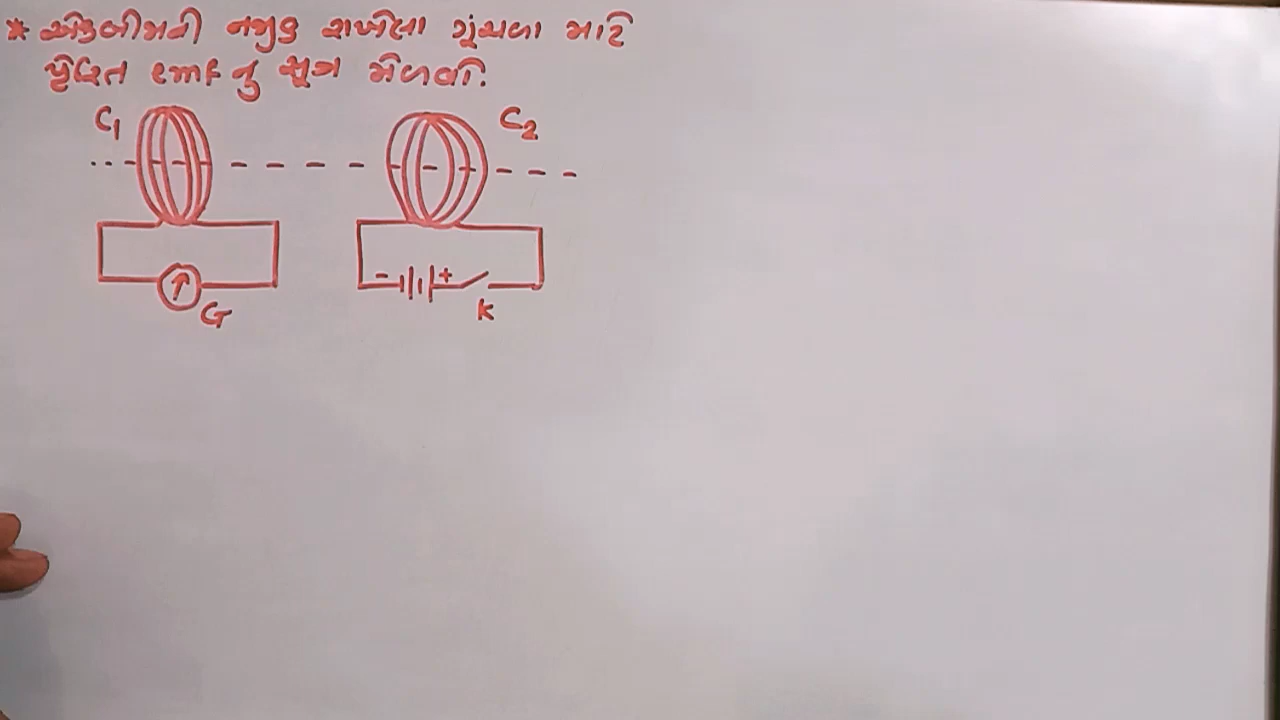 * એકબીજાની નજીક રાખેલા ગૂંચળા માટે
પ્રેરિત emf નું સૂત્ર મેળવો.
C₁
C₂
- +
K
G